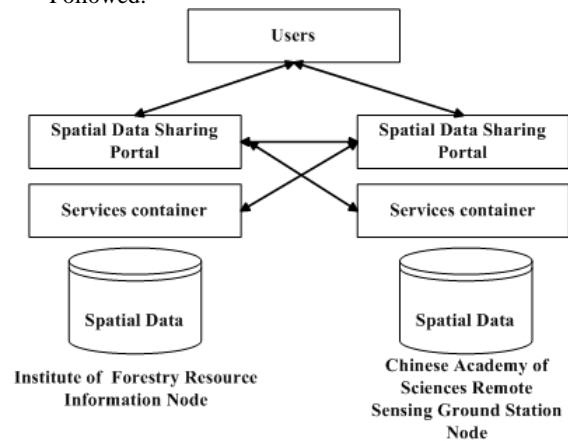 Followed.
Users
Spatial Data Sharing
Portal
Spatial Data Sharing
Portal
Services container
Services container
Spatial Data
Spatial Data
Institute of Forestry Resource
Information Node
Chinese Academy of
Sciences Remote
Sensing Ground Station
Node